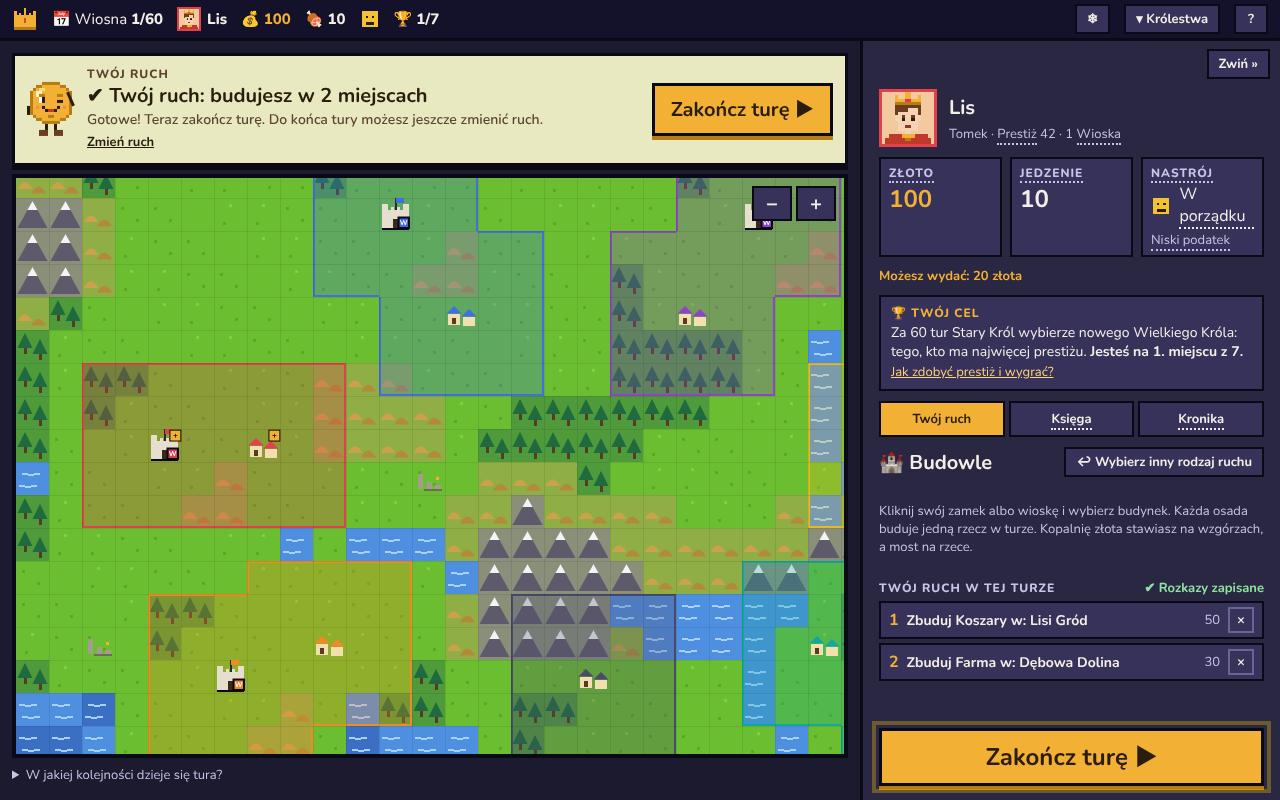 Wiosna 1/60
Lis
100
10
1/7
▾ Królestwa
?
TWÓJ RUCH
✔ Twój ruch: budujesz w 2 miejscach
Gotowe! Teraz zakończ turę. Do końca tury możesz jeszcze zmienić ruch.
Zmień ruch
Zakończ turę ▶
−
+
W
W
W
W
▶ W jakiej kolejności dzieje się tura?
Zwiń »
Lis
Tomek · Prestiż 42 · 1 Wioska
ZŁOTO
100
JEDZENIE
10
NASTRÓJ
W porządku
Niski podatek
Możesz wydać: 20 złota
TWÓJ CEL
Za 60 tur Stary Król wybierze nowego Wielkiego Króla:
tego, kto ma najwięcej prestiżu. Jesteś na 1. miejscu z 7.
Jak zdobyć prestiż i wygrać?
Twój ruch
Księga
Kronika
Budowle
↩ Wybierz inny rodzaj ruchu
Kliknij swój zamek albo wioskę i wybierz budynek. Każda osada
buduje jedną rzecz w turze. Kopalnię złota stawiasz na wzgórzach,
a most na rzece.
TWÓJ RUCH W TEJ TURZE
✔ Rozkazy zapisane
1 Zbuduj Koszary w: Lisi Gród 50 ×
2 Zbuduj Farma w: Dębowa Dolina 30 ×
Zakończ turę ▶